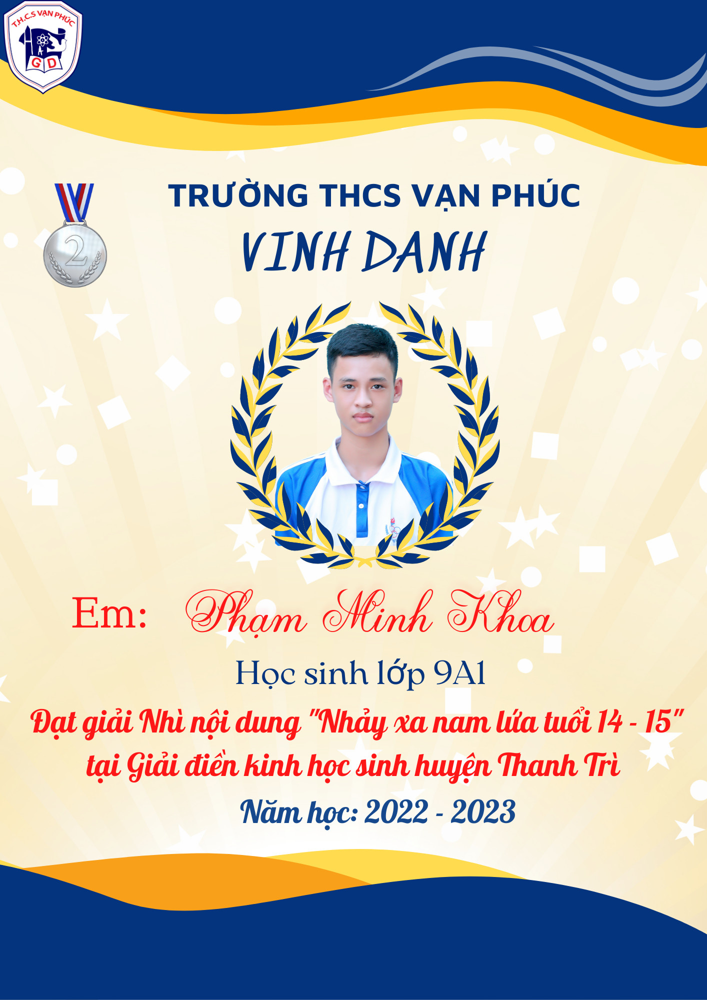 T.H.C.S VẠN PHÚC
GD
TRƯỜNG THCS VẠN PHÚC
VINH DANH
2
Em: Phạm Minh Khoa
Học sinh lớp 9A1
Đạt giải Nhì nội dung "Nhảy xa nam lứa tuổi 14 - 15"
tại Giải điền kinh học sinh huyện Thanh Trì
Năm học: 2022 - 2023